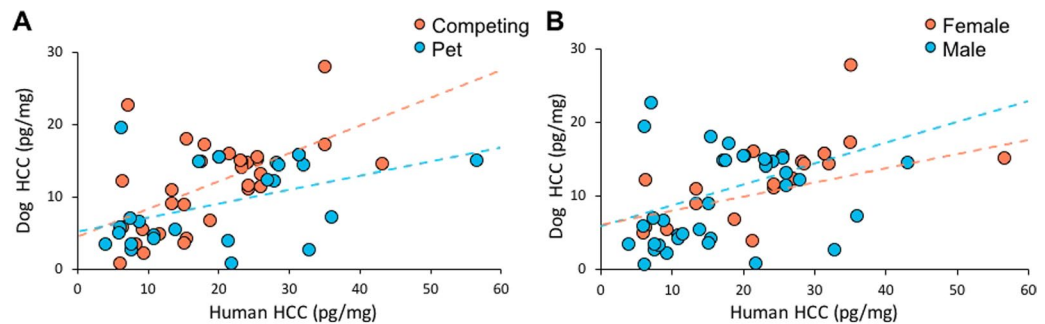 A
Competing
Pet
30
20
10
0
Dog HCC (pg/mg)
0 10 20 30 40 50 60
Human HCC (pg/mg)
B
Female
Male
30
20
10
0
Dog HCC (pg/mg)
0 10 20 30 40 50 60
Human HCC (pg/mg)